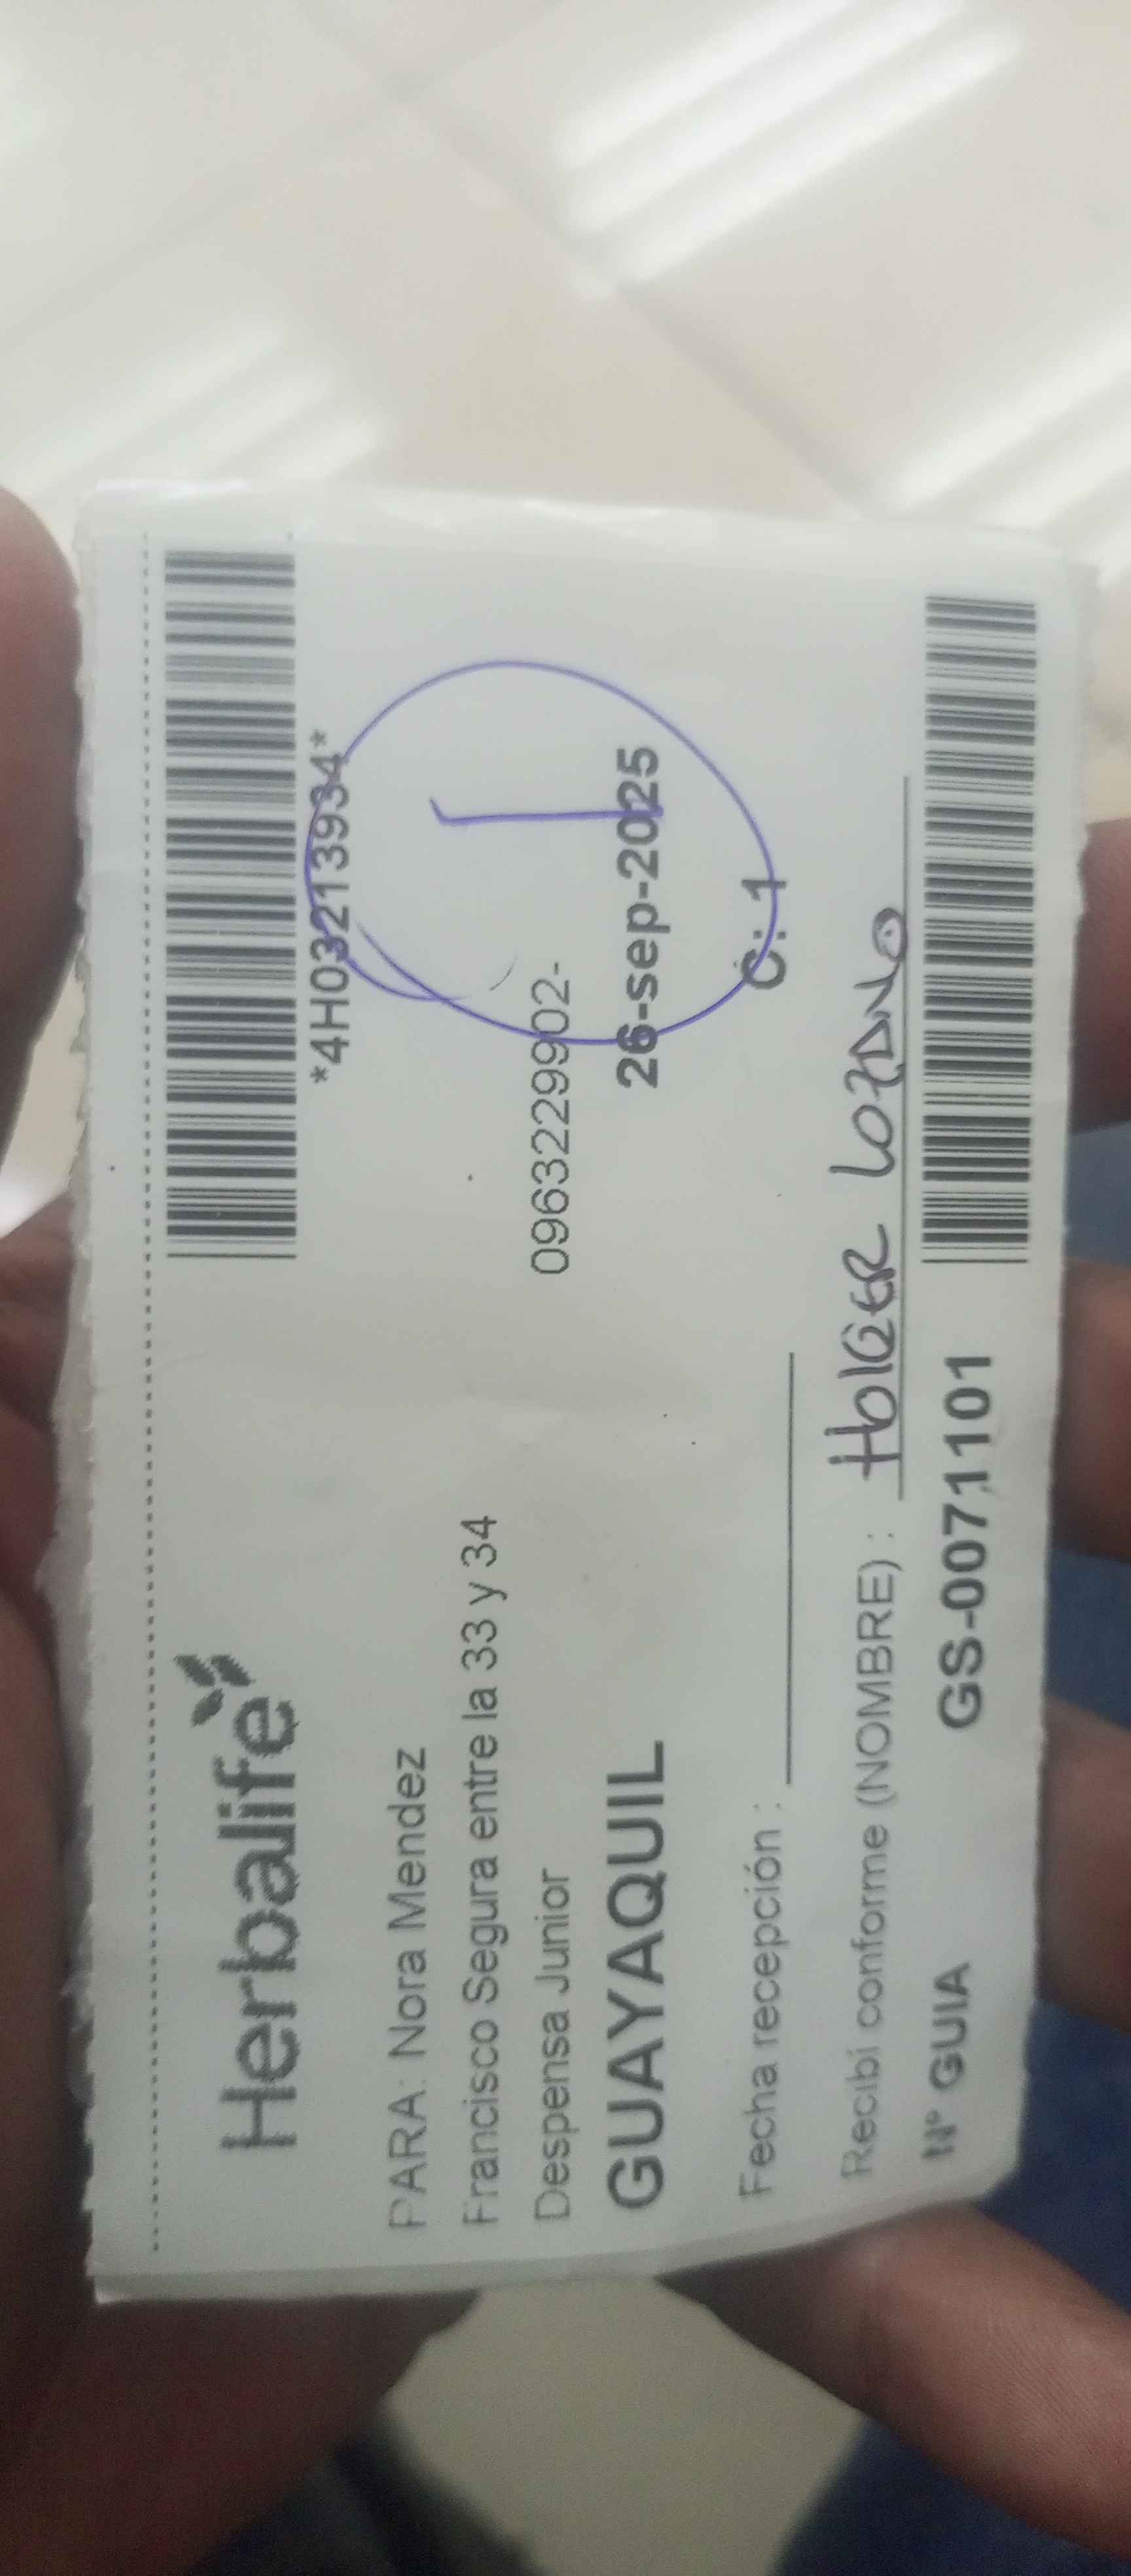 Herbalife
*4H03213934*
PARA: Nora Mendez
Francisco Segura entre la 33 y 34
Despensa Junior 0963229902-
GUAYAQUIL 26-sep-2025
1
Fecha recepción : C: 1
Recibí conforme (NOMBRE) : HolGER LOZANO
N° GUIA GS-0071101